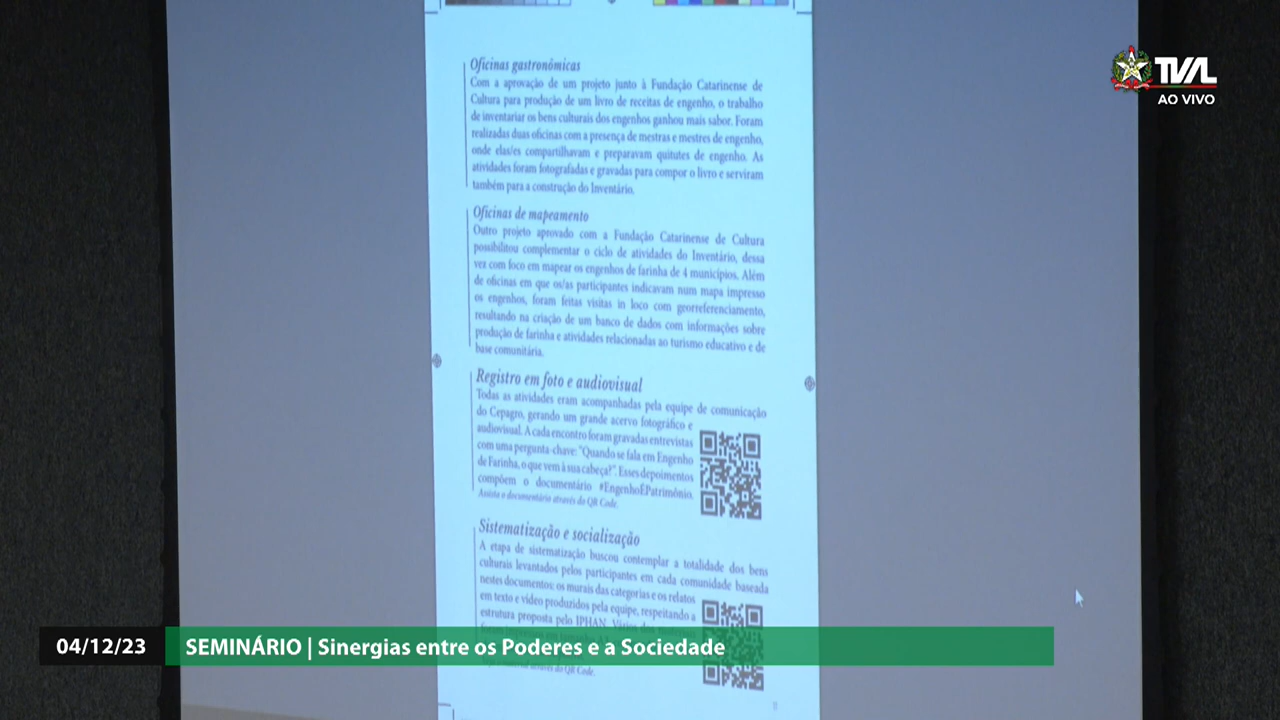 Oficinas gastronômicas
Com a aprovação de um projeto junto à Fundação Catarinense de
Cultura para produção de um livro de receitas de engenho, o trabalho
de inventariar os bens culturais dos engenhos ganhou mais sabor. Foram
realizadas duas oficinas com a presença de mestras e mestres de engenho,
onde elas/es compartilhavam e preparavam quitutes de engenho. As
atividades foram fotografadas e gravadas para compor o livro e serviram
também para a construção do Inventário.
Oficinas de mapeamento
Outro projeto aprovado com a Fundação Catarinense de Cultura
possibilitou complementar o ciclo de atividades do Inventário, dessa
vez com foco em mapear os engenhos de farinha de 4 municípios. Além
de oficinas em que os/as participantes indicavam num mapa impresso
os engenhos, foram feitas visitas in loco com georreferenciamento,
resultando na criação de um banco de dados com informações sobre
produção de farinha e atividades relacionadas ao turismo educativo e de
base comunitária.
Registro em foto e audiovisual
Todas as atividades eram acompanhadas pela equipe de comunicação
do Cepagro, gerando um grande acervo fotográfico e
audiovisual. A cada encontro foram gravadas entrevistas
com uma pergunta-chave: "Quando se fala em Engenho
de Farinha, o que vem à sua cabeça?". Esses depoimentos
compõem o documentário #EngenhoÉPatrimônio.
Assista o documentário através do QR Code.
Sistematização e socialização
A etapa de sistematização buscou contemplar a totalidade dos bens
culturais levantados pelos participantes em cada comunidade baseada
nestes documentos: os murais das categorias e os relatos
em texto e vídeo produzidos pela equipe, respeitando a
estrutura proposta pelo IPHAN.
através do QR Code.
TVAL
AO VIVO
04/12/23
SEMINÁRIO | Sinergias entre os Poderes e a Sociedade